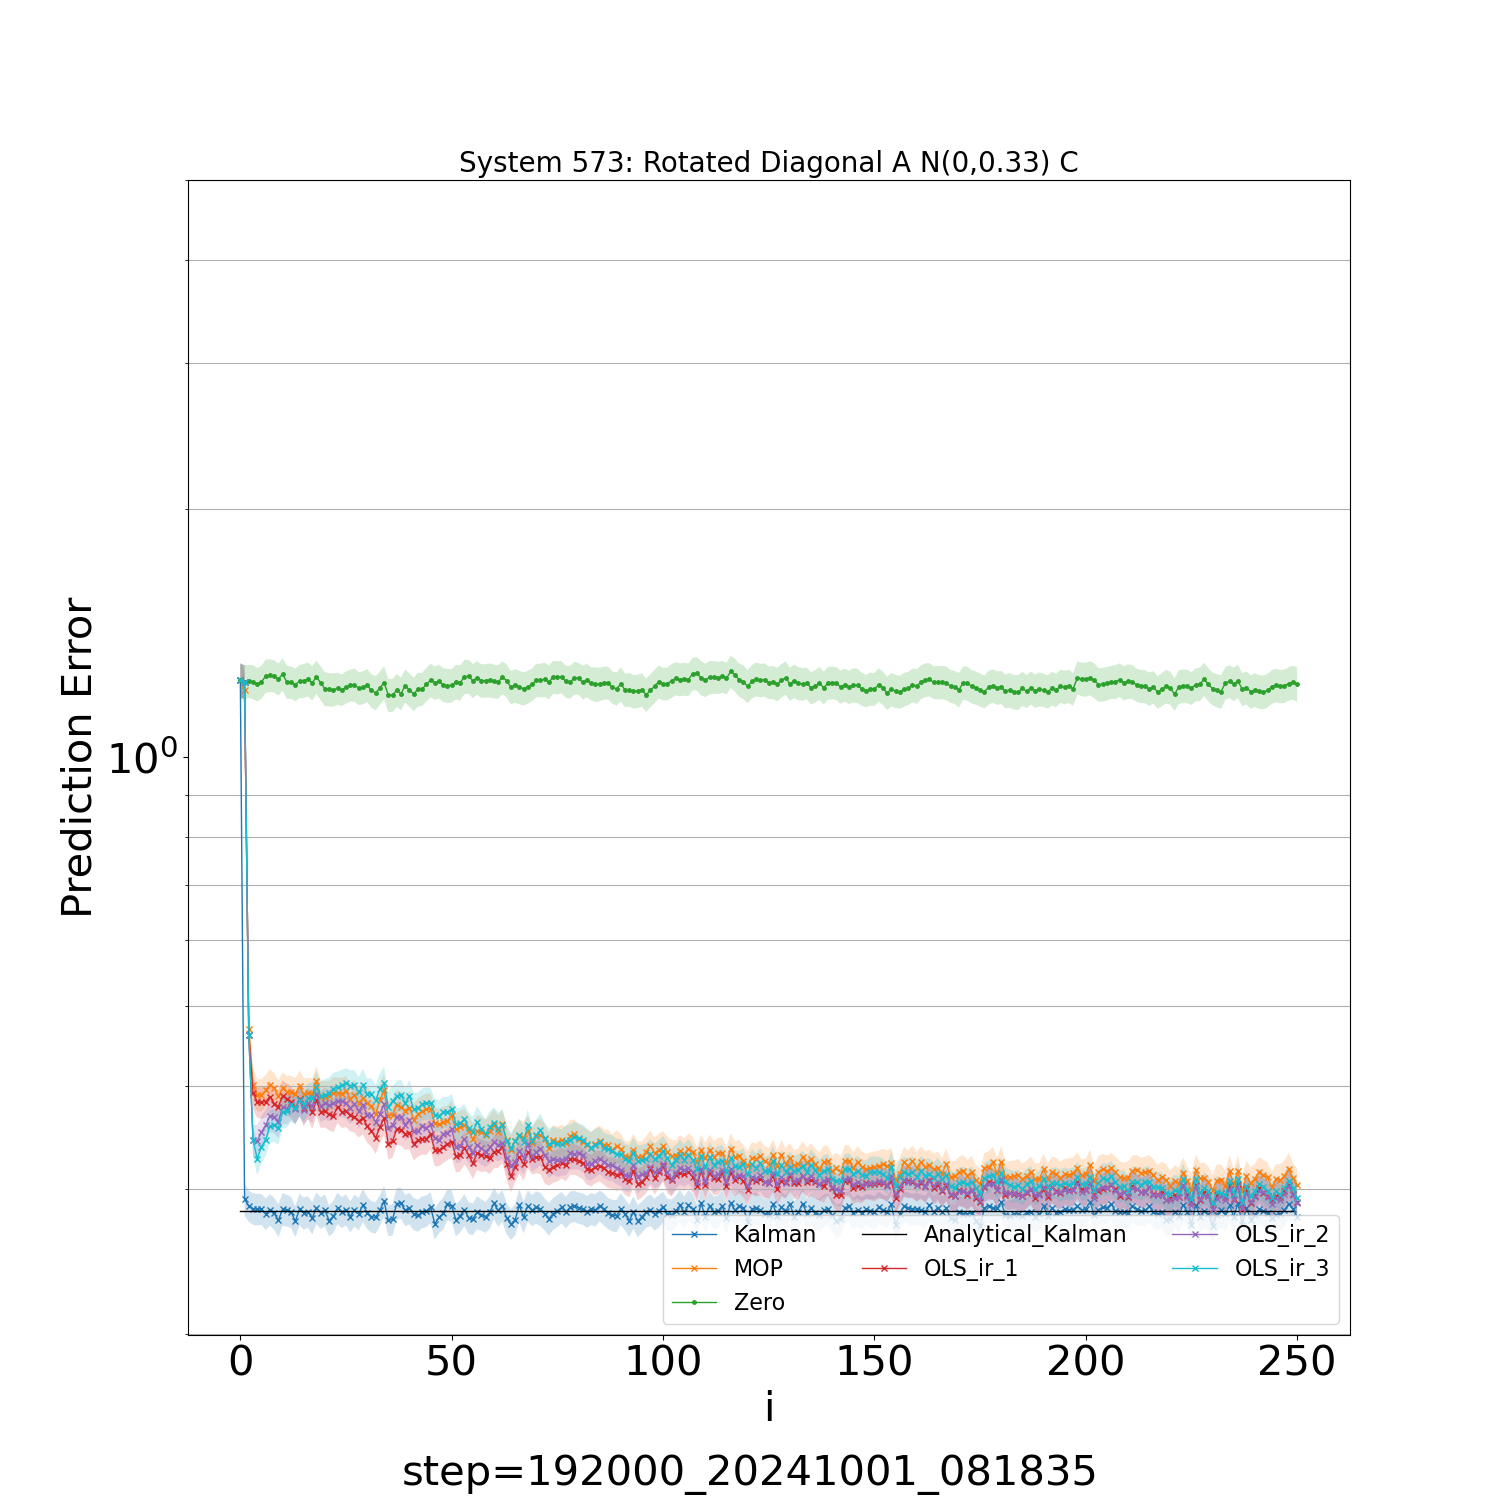 System 573: Rotated Diagonal A N(0,0.33) C
Prediction Error
10⁰
Kalman
MOP
Zero
Analytical_Kalman
OLS_ir_1
OLS_ir_2
OLS_ir_3
0 50 100 150 200 250
i
step=192000_20241001_081835